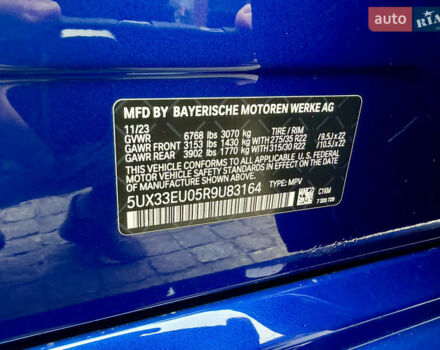 auto RIA
MFD BY BAYERISCHE MOTOREN WERKE AG
11/23
GVWR 6768 lbs 3070 kg TIRE / RIM
GAWR FRONT 3153 lbs 1430 kg 275/35 R22 /9.5J x 22
GAWR REAR 3902 lbs 1770 kg 315/30 R22 /10.5J x 22
THIS VEHICLE CONFORMS TO ALL APPLICABLE U.S. FEDERAL
MOTOR VEHICLE SAFETY STANDARDS IN EFFECT
ON THE DATE OF MANUFACTURE SHOWN ABOVE.
5UX33EU05R9U83164 TYPE: MPV
C1KM